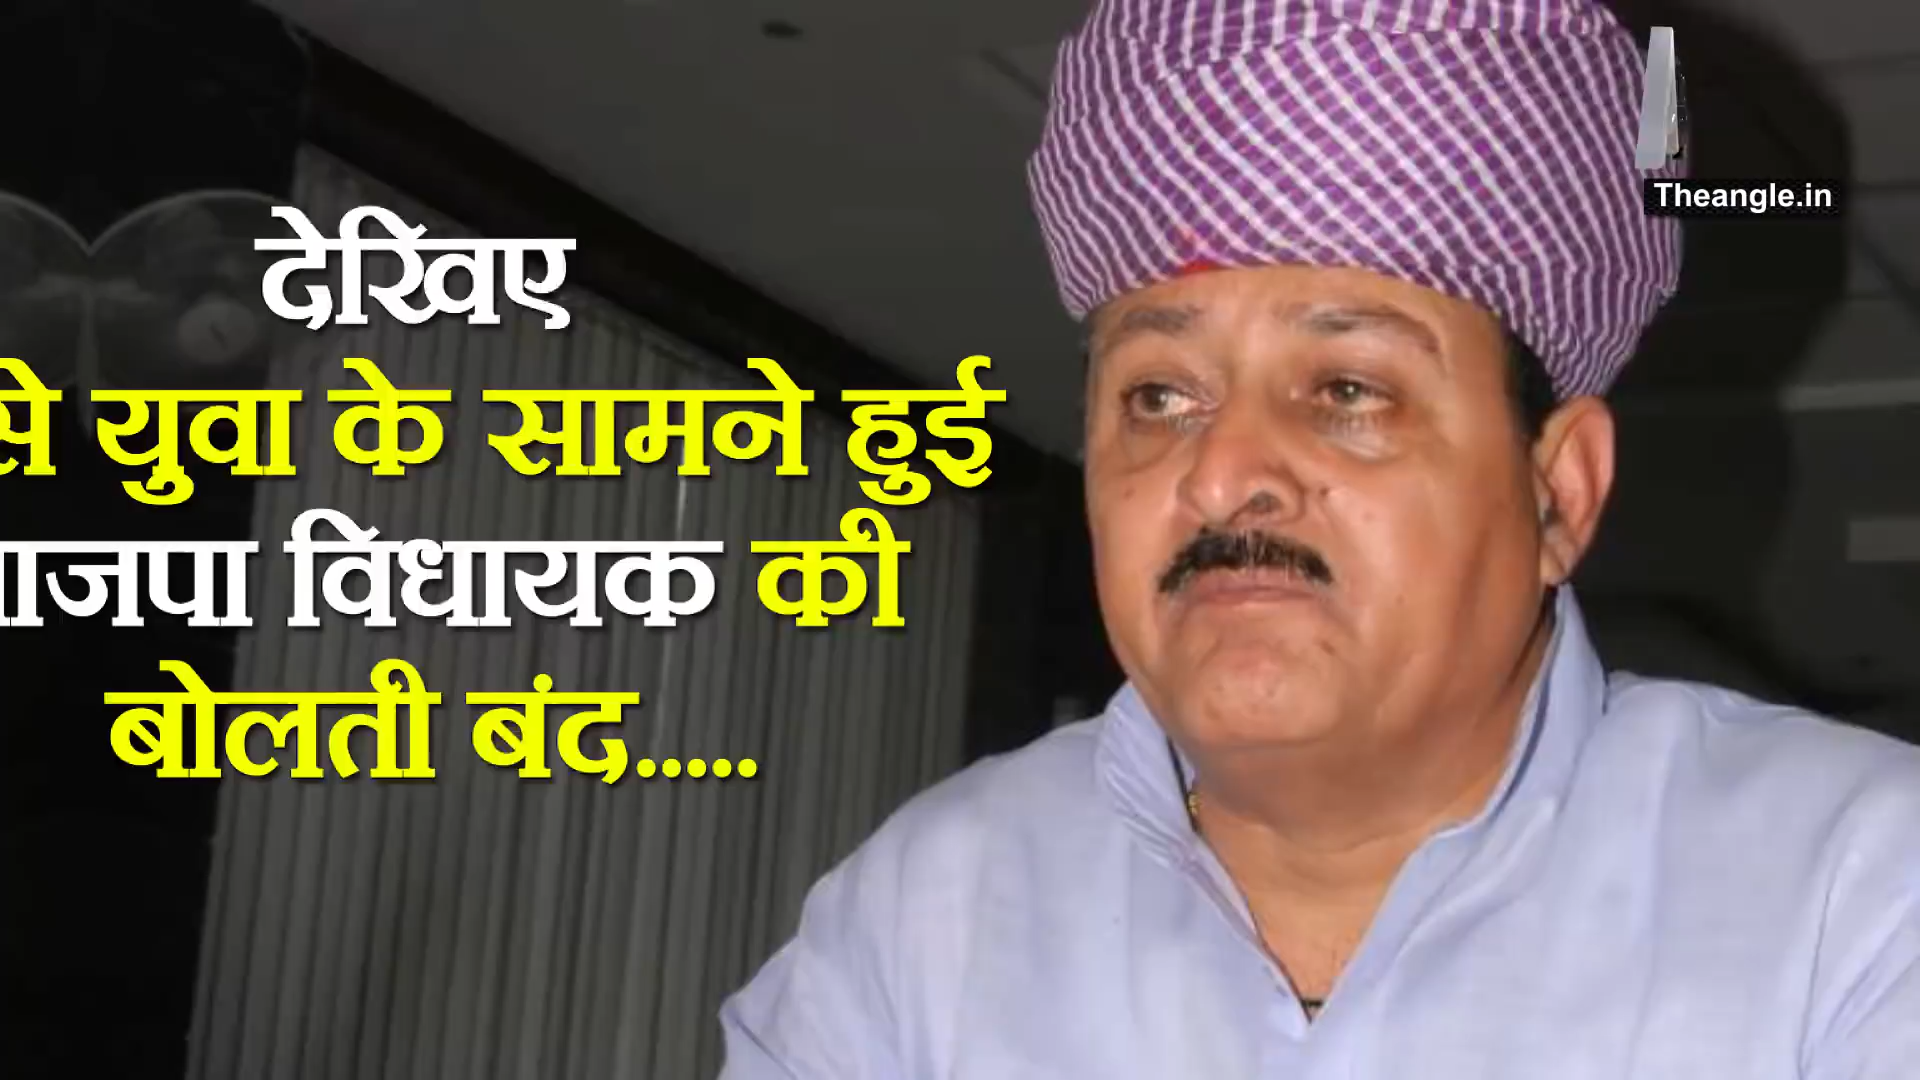 Theangle.in
देखिए
से युवा के सामने हुई
विधायक की
बोलती बंद.....